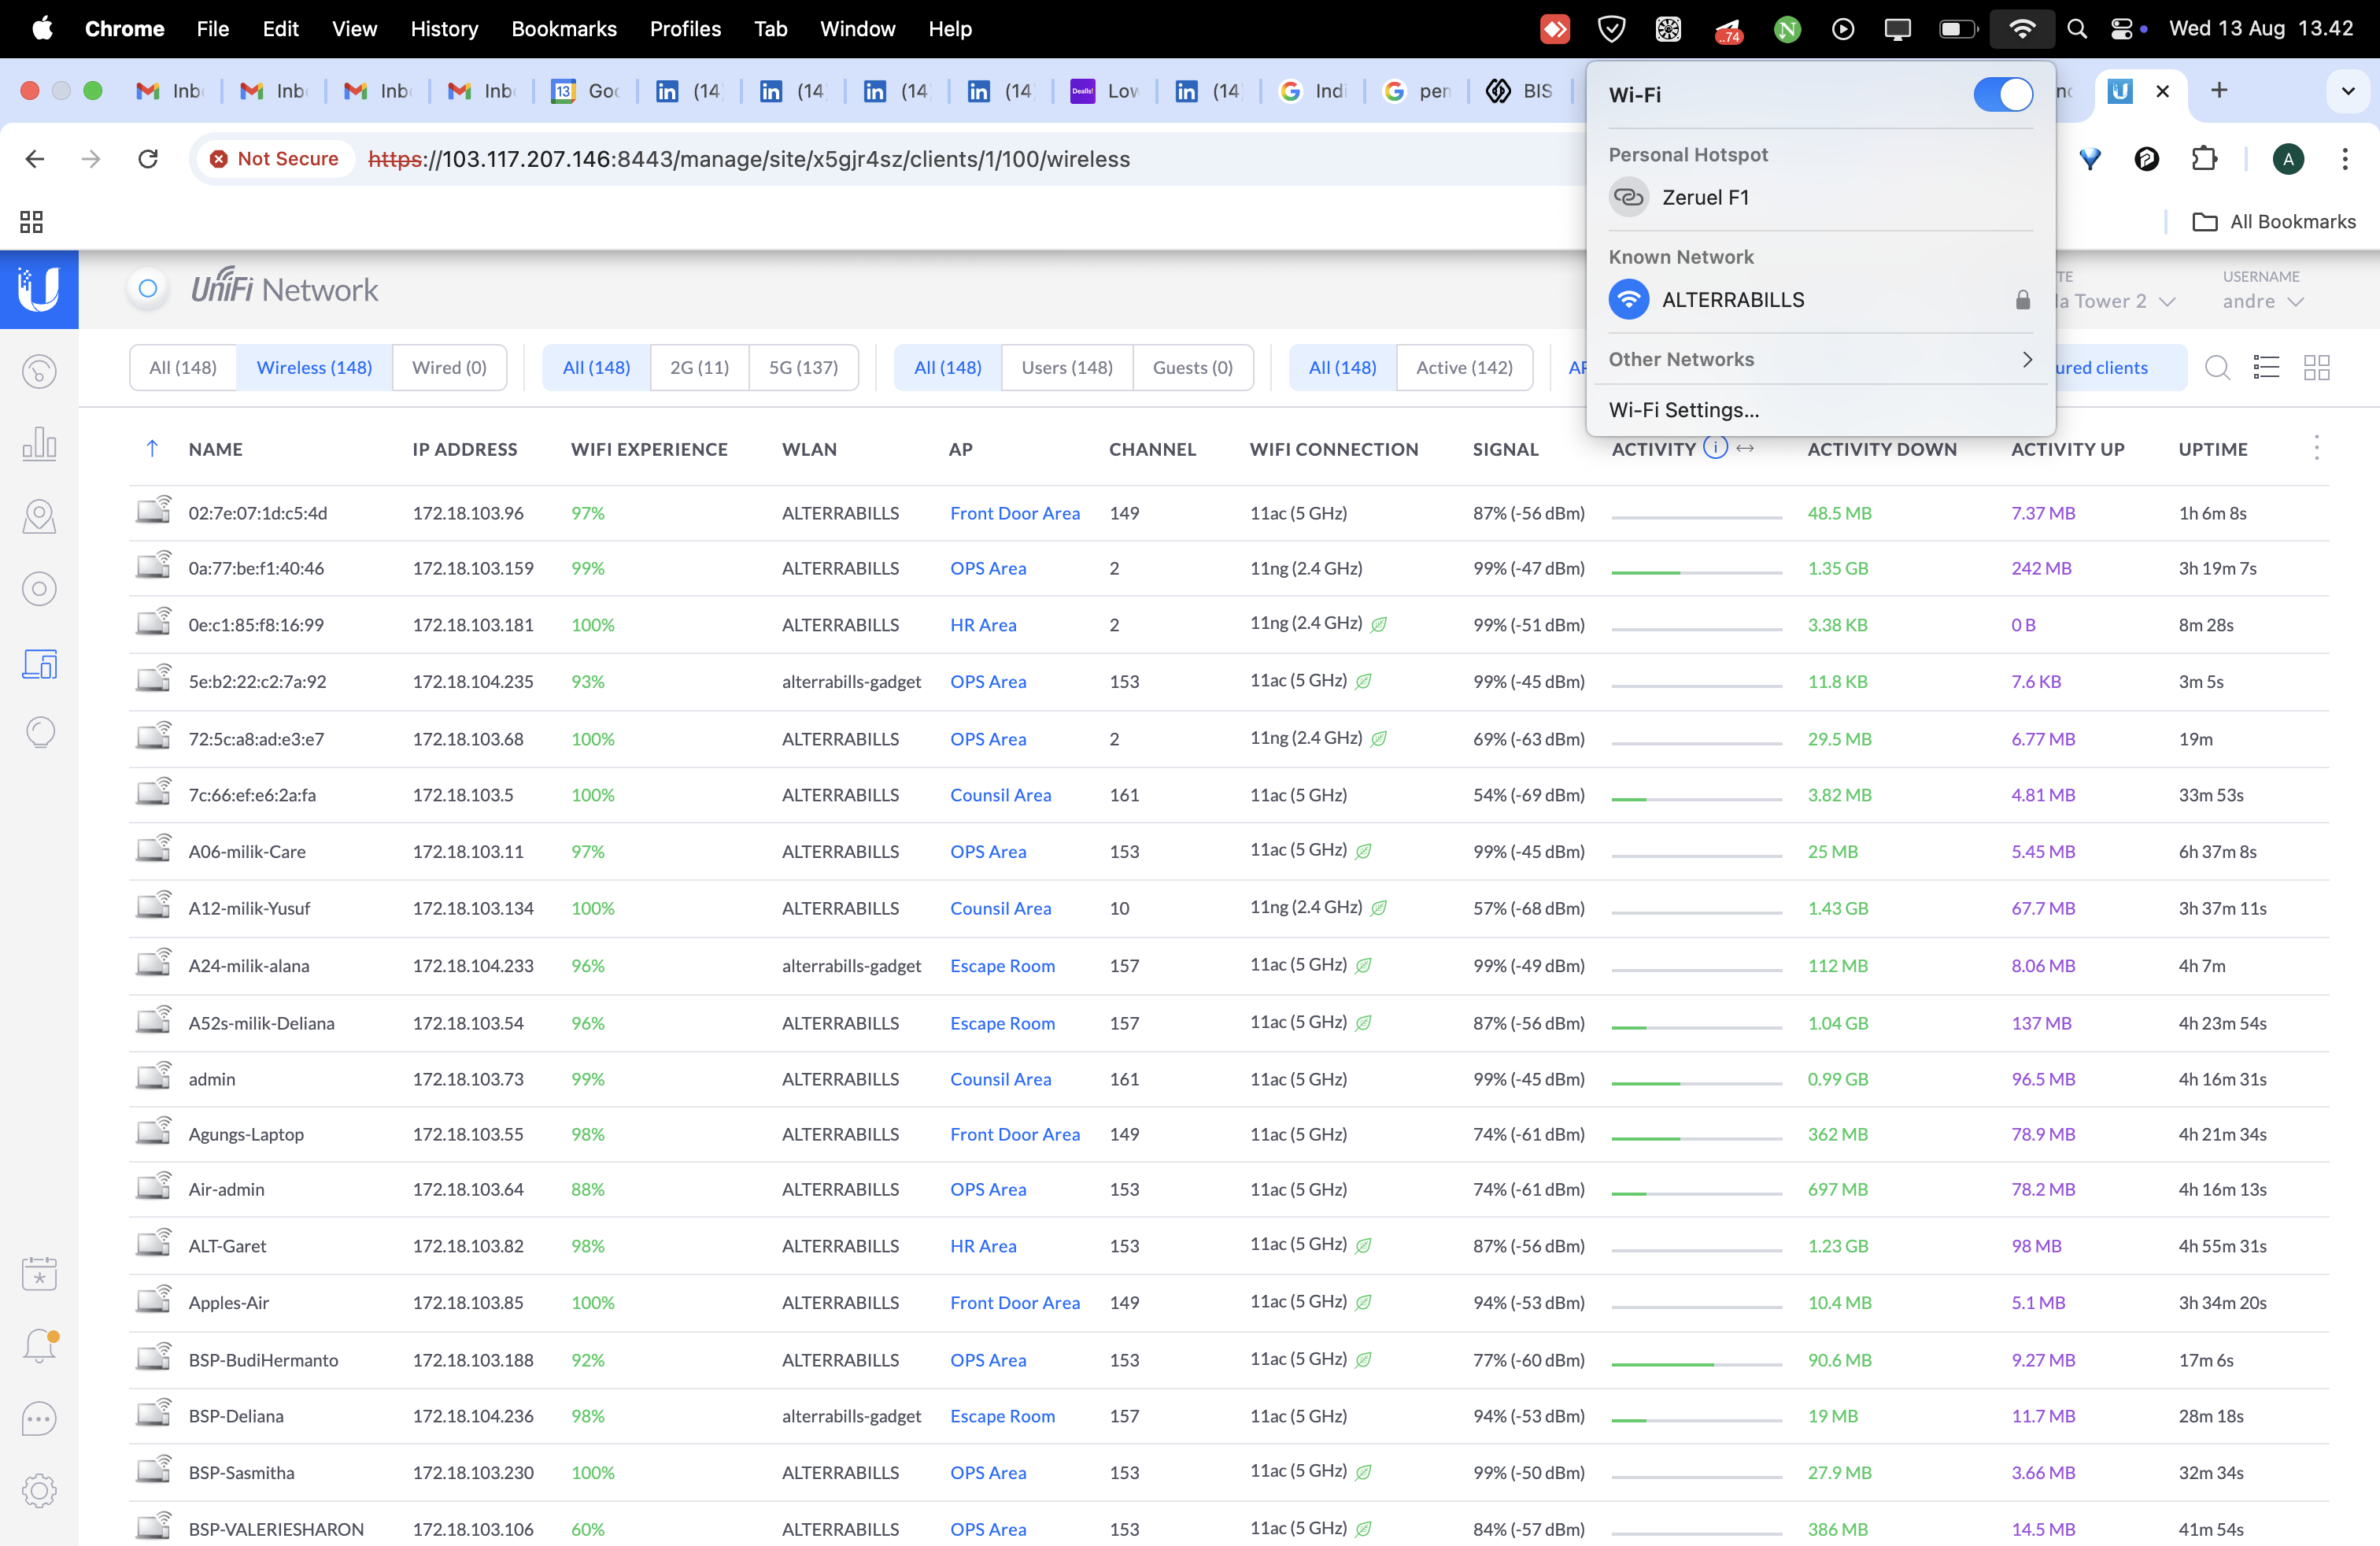 Chrome File Edit View History Bookmarks Profiles Tab Window Help ..74 N Wed 13 Aug 13.42
Inb Inb Inb Inb 13 Goo (14 (14 (14 (14 Dealls! Low (14 Indi pen BIS
Not Secure https://103.117.207.146:8443/manage/site/x5gjr4sz/clients/1/100/wireless A
All Bookmarks
Wi-Fi
Personal Hotspot
Zeruel F1
Known Network
ALTERRABILLS
Other Networks
Wi-Fi Settings...
UniFi Network
USERNAME
la Tower 2 andre
All (148) Wireless (148) Wired (0) All (148) 2G (11) 5G (137) All (148) Users (148) Guests (0) All (148) Active (142) ured clients
NAME IP ADDRESS WIFI EXPERIENCE WLAN AP CHANNEL WIFI CONNECTION SIGNAL ACTIVITY ACTIVITY DOWN ACTIVITY UP UPTIME
02:7e:07:1d:c5:4d 172.18.103.96 97% ALTERRABILLS Front Door Area 149 11ac (5 GHz) 87% (-56 dBm) 48.5 MB 7.37 MB 1h 6m 8s
0a:77:be:f1:40:46 172.18.103.159 99% ALTERRABILLS OPS Area 2 11ng (2.4 GHz) 99% (-47 dBm) 1.35 GB 242 MB 3h 19m 7s
0e:c1:85:f8:16:99 172.18.103.181 100% ALTERRABILLS HR Area 2 11ng (2.4 GHz) 99% (-51 dBm) 3.38 KB 0 B 8m 28s
5e:b2:22:c2:7a:92 172.18.104.235 93% alterrabills-gadget OPS Area 153 11ac (5 GHz) 99% (-45 dBm) 11.8 KB 7.6 KB 3m 5s
72:5c:a8:ad:e3:e7 172.18.103.68 100% ALTERRABILLS OPS Area 2 11ng (2.4 GHz) 69% (-63 dBm) 29.5 MB 6.77 MB 19m
7c:66:ef:e6:2a:fa 172.18.103.5 100% ALTERRABILLS Counsil Area 161 11ac (5 GHz) 54% (-69 dBm) 3.82 MB 4.81 MB 33m 53s
A06-milik-Care 172.18.103.11 97% ALTERRABILLS OPS Area 153 11ac (5 GHz) 99% (-45 dBm) 25 MB 5.45 MB 6h 37m 8s
A12-milik-Yusuf 172.18.103.134 100% ALTERRABILLS Counsil Area 10 11ng (2.4 GHz) 57% (-68 dBm) 1.43 GB 67.7 MB 3h 37m 11s
A24-milik-alana 172.18.104.233 96% alterrabills-gadget Escape Room 157 11ac (5 GHz) 99% (-49 dBm) 112 MB 8.06 MB 4h 7m
A52s-milik-Deliana 172.18.103.54 96% ALTERRABILLS Escape Room 157 11ac (5 GHz) 87% (-56 dBm) 1.04 GB 137 MB 4h 23m 54s
admin 172.18.103.73 99% ALTERRABILLS Counsil Area 161 11ac (5 GHz) 99% (-45 dBm) 0.99 GB 96.5 MB 4h 16m 31s
Agungs-Laptop 172.18.103.55 98% ALTERRABILLS Front Door Area 149 11ac (5 GHz) 74% (-61 dBm) 362 MB 78.9 MB 4h 21m 34s
Air-admin 172.18.103.64 88% ALTERRABILLS OPS Area 153 11ac (5 GHz) 74% (-61 dBm) 697 MB 78.2 MB 4h 16m 13s
ALT-Garet 172.18.103.82 98% ALTERRABILLS HR Area 153 11ac (5 GHz) 87% (-56 dBm) 1.23 GB 98 MB 4h 55m 31s
Apples-Air 172.18.103.85 100% ALTERRABILLS Front Door Area 149 11ac (5 GHz) 94% (-53 dBm) 10.4 MB 5.1 MB 3h 34m 20s
BSP-BudiHermanto 172.18.103.188 92% ALTERRABILLS OPS Area 153 11ac (5 GHz) 77% (-60 dBm) 90.6 MB 9.27 MB 17m 6s
BSP-Deliana 172.18.104.236 98% alterrabills-gadget Escape Room 157 11ac (5 GHz) 94% (-53 dBm) 19 MB 11.7 MB 28m 18s
BSP-Sasmitha 172.18.103.230 100% ALTERRABILLS OPS Area 153 11ac (5 GHz) 99% (-50 dBm) 27.9 MB 3.66 MB 32m 34s
BSP-VALERIESHARON 172.18.103.106 60% ALTERRABILLS OPS Area 153 11ac (5 GHz) 84% (-57 dBm) 386 MB 14.5 MB 41m 54s